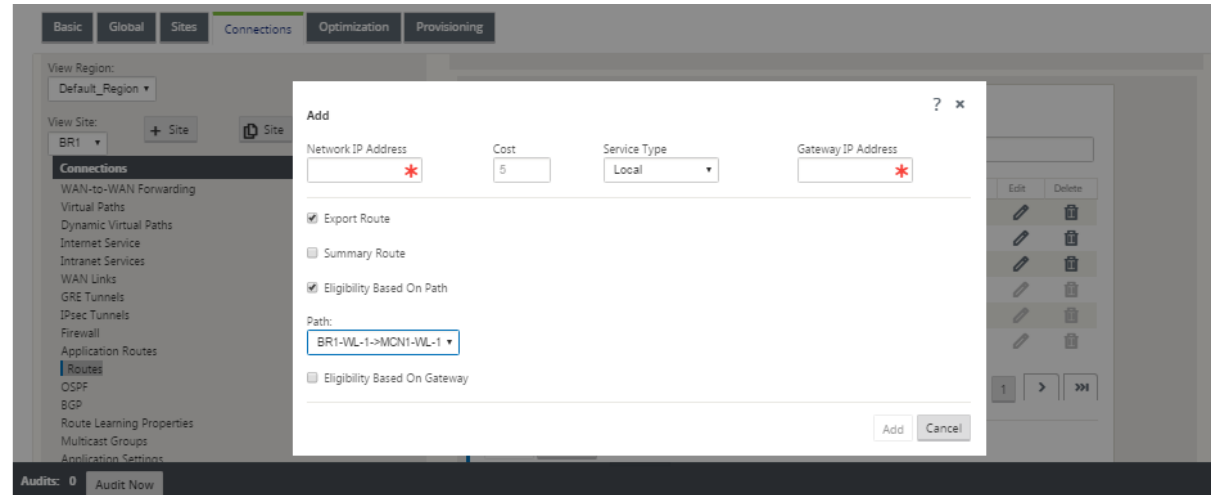 Basic Global Sites Connections Optimization Provisioning
View Region:
Default_Region
View Site:
BR1 + Site Site
Connections
WAN-to-WAN Forwarding
Virtual Paths
Dynamic Virtual Paths
Internet Service
Intranet Services
WAN Links
GRE Tunnels
IPsec Tunnels
Firewall
Application Routes
Routes
OSPF
BGP
Route Learning Properties
Multicast Groups
Application Settings
Add ? ×
Network IP Address Cost Service Type Gateway IP Address
* 5 Local *
Export Route
Summary Route
Eligibility Based On Path
Path:
BR1-WL-1->MCN1-WL-1
Eligibility Based On Gateway
Add Cancel
Edit Delete
1 >
Audits: 0 Audit Now